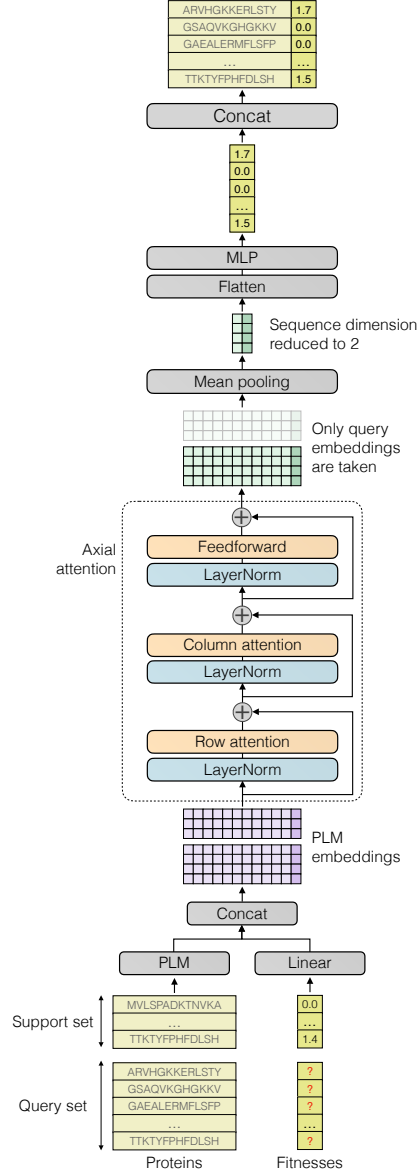 ARVHGKKERLSTY 1.7
GSAQVKGHGKKV 0.0
GAEALERMFLSFP 0.0
... ...
TTKTYFPHFDLSH 1.5
Concat
1.7
0.0
0.0
...
1.5
MLP
Flatten
Sequence dimension
reduced to 2
Mean pooling
Only query
embeddings
are taken
Axial
attention
Feedforward
LayerNorm
Column attention
LayerNorm
Row attention
LayerNorm
PLM
embeddings
Concat
PLM Linear
Support set
MVLSPADKTNVKA 0.0
... ...
TTKTYFPHFDLSH 1.4
Query set
ARVHGKKERLSTY ?
GSAQVKGHGKKV ?
GAEALERMFLSFP ?
... ...
TTKTYFPHFDLSH ?
Proteins Fitnesses